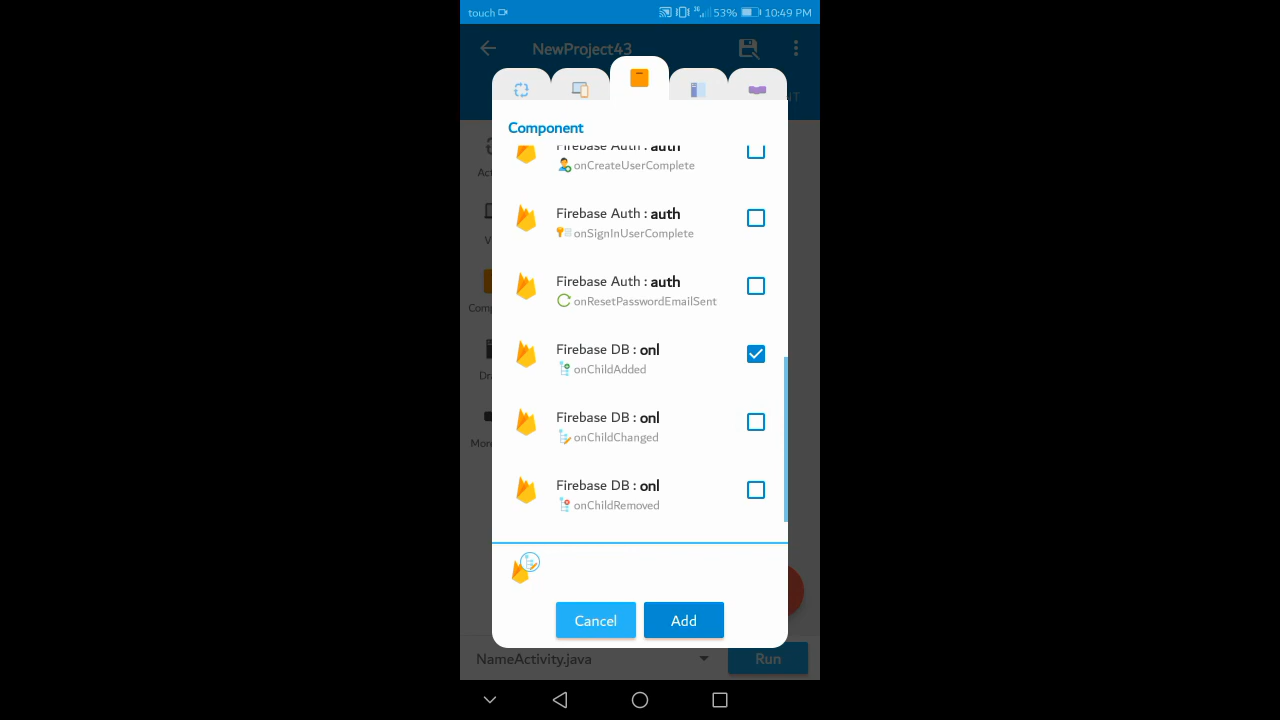 touch 53% 10:49 PM
NewProject43
Component
Firebase Auth : auth
onCreateUserComplete
Firebase Auth : auth
onSignInUserComplete
Firebase Auth : auth
onResetPasswordEmailSent
Firebase DB : onl
onChildAdded
Firebase DB : onl
onChildChanged
Firebase DB : onl
onChildRemoved
Cancel Add
NameActivity.java Run